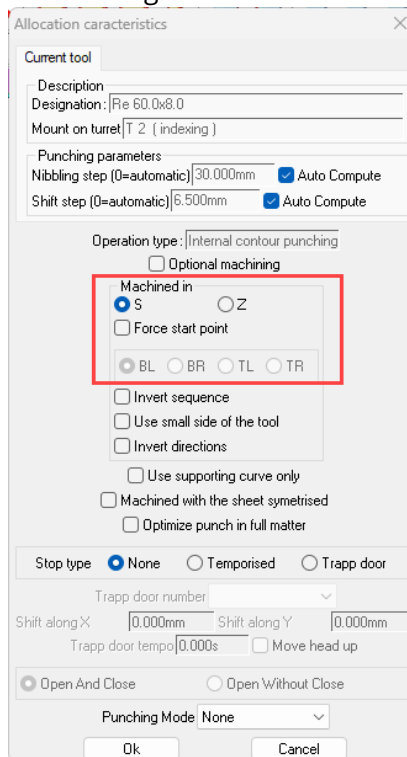 Allocation caracteristics
Current tool
Description
Designation: Re 60.0x8.0
Mount on turret T 2 ( indexing )
Punching parameters
Nibbling step (0=automatic) 30.000mm Auto Compute
Shift step (0=automatic) 6.500mm Auto Compute
Operation type: Internal contour punching
Optional machining
Machined in
S Z
Force start point
BL BR TL TR
Invert sequence
Use small side of the tool
Invert directions
Use supporting curve only
Machined with the sheet symetrised
Optimize punch in full matter
Stop type None Temporised Trapp door
Trapp door number
Shift along X 0.000mm Shift along Y 0.000mm
Trapp door tempo 0.000s Move head up
Open And Close Open Without Close
Punching Mode None
Ok Cancel